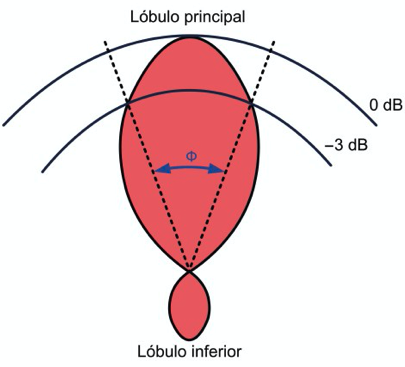 Lóbulo principal
0 dB
–3 dB
Φ
Lóbulo inferior